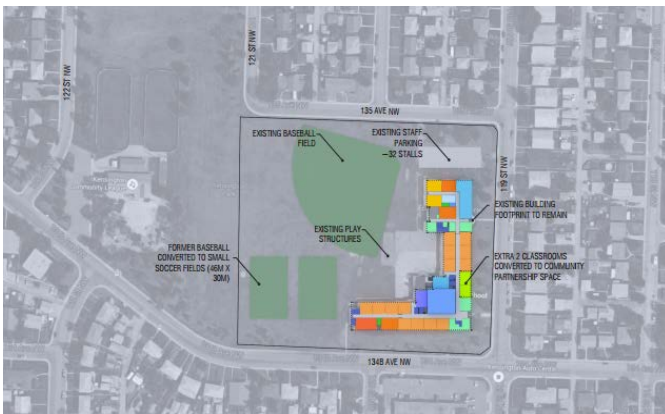 121 ST NW
122 ST NW
135 AVE NW
119 ST NW
EXISTING BASEBALL
FIELD
EXISTING STAFF
PARKING
~32 STALLS
EXISTING BUILDING
FOOTPRINT TO REMAIN
EXISTING PLAY
STRUCTURES
FORMER BASEBALL
CONVERTED TO SMALL
SOCCER FIELDS (46M X
30M)
EXTRA 2 CLASSROOMS
CONVERTED TO COMMUNITY
PARTNERSHIP SPACE
134B AVE NW